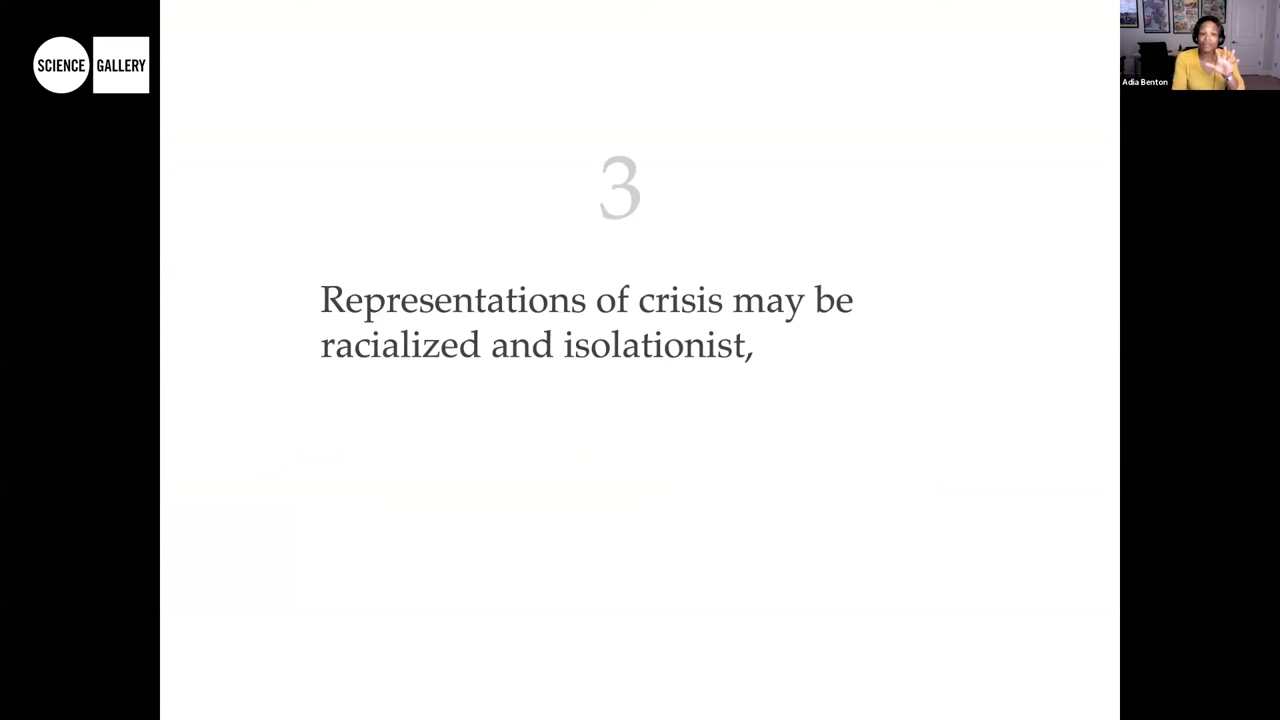 SCIENCE GALLERY
Adia Benton
3
Representations of crisis may be
racialized and isolationist,